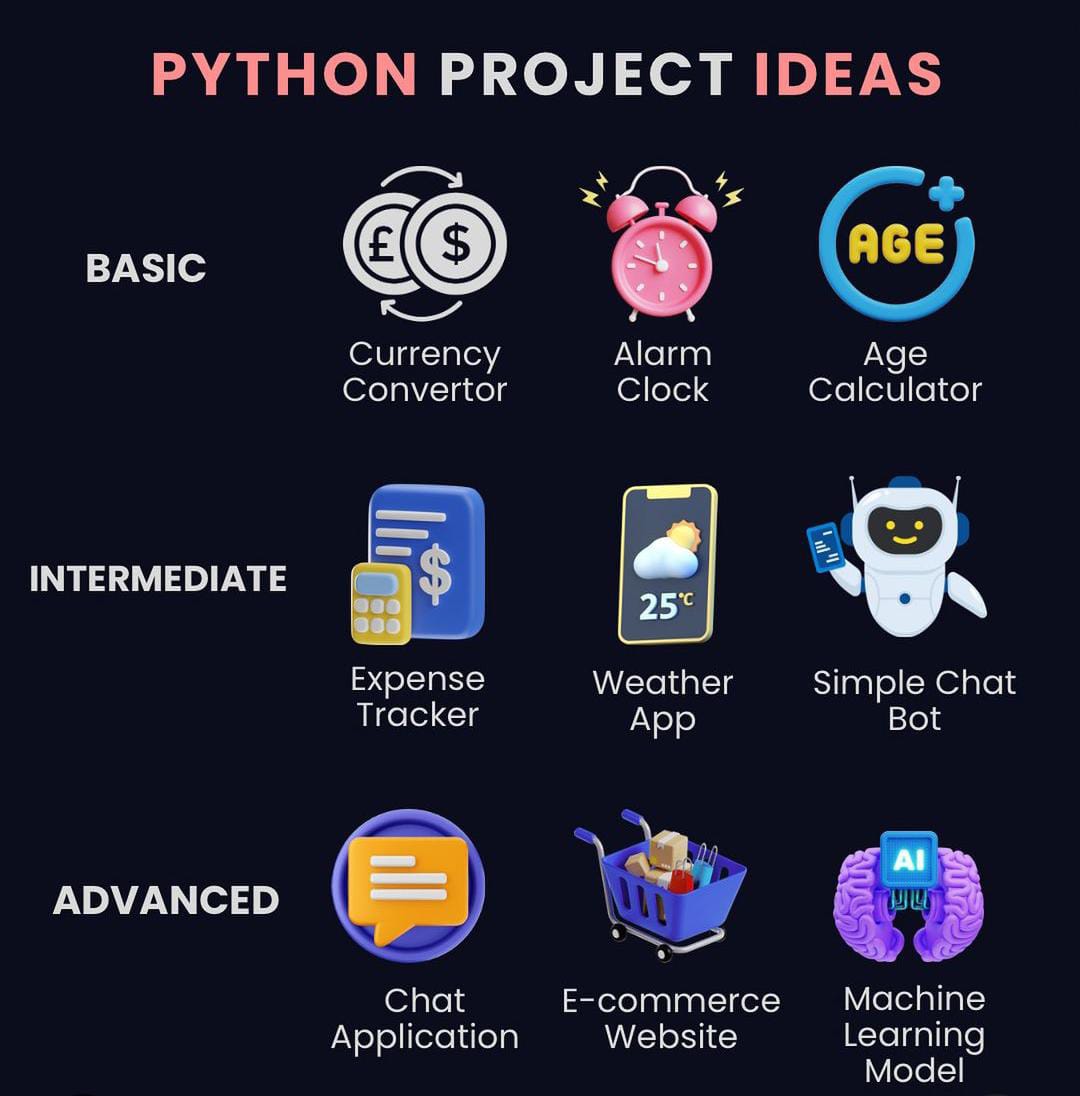 PYTHON PROJECT IDEAS
BASIC
£ $
AGE
Currency
Convertor
Alarm
Clock
Age
Calculator
INTERMEDIATE
$
25°C
Expense
Tracker
Weather
App
Simple Chat
Bot
ADVANCED
AI
Chat
Application
E-commerce
Website
Machine
Learning
Model